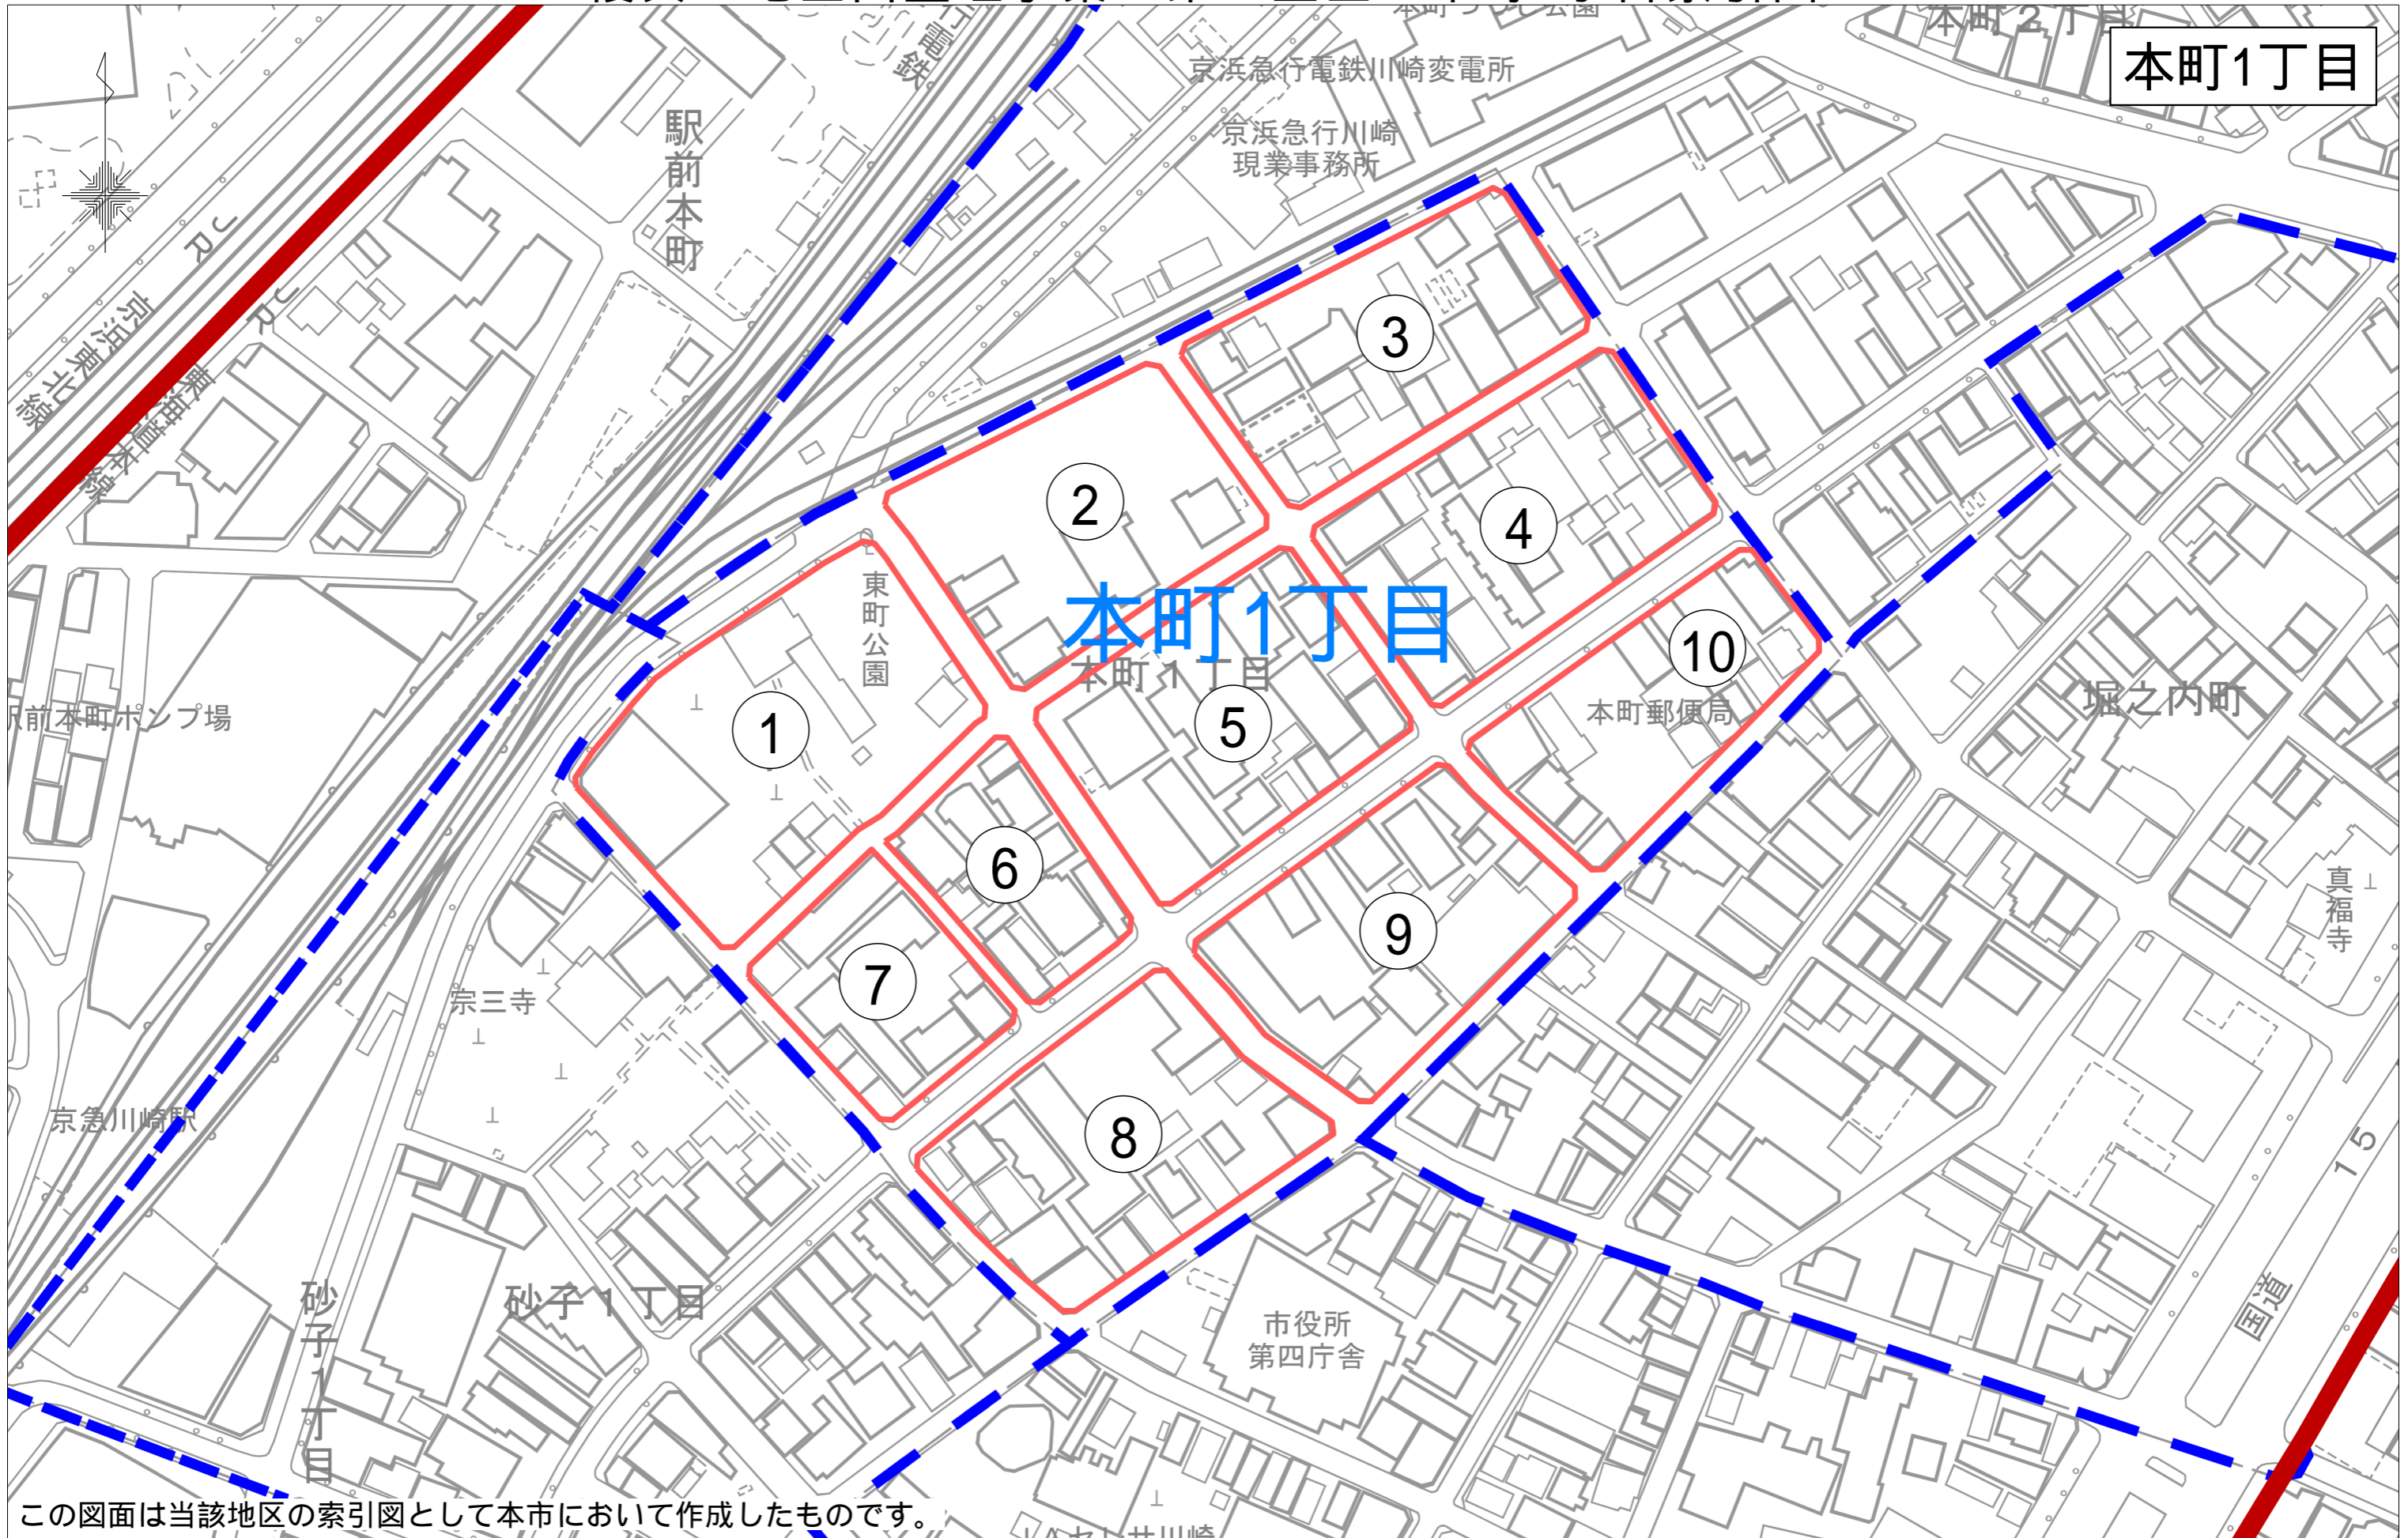 本町1丁目
本町2丁目
京浜急行電鉄川崎変電所
京浜急行川崎
現業事務所
駅前本町
電鉄
JR
京浜東北線
JR
東海道本線
3
2
4
東町公園
本町1丁目
本町1丁目
10
本町郵便局
堀之内町
駅前本町ポンプ場
1
5
6
9
真福寺
7
宗三寺
京急川崎駅
8
15
国道
砂子1丁目
砂子1丁目
市役所
第四庁舎
この図面は当該地区の索引図として本市において作成したものです。